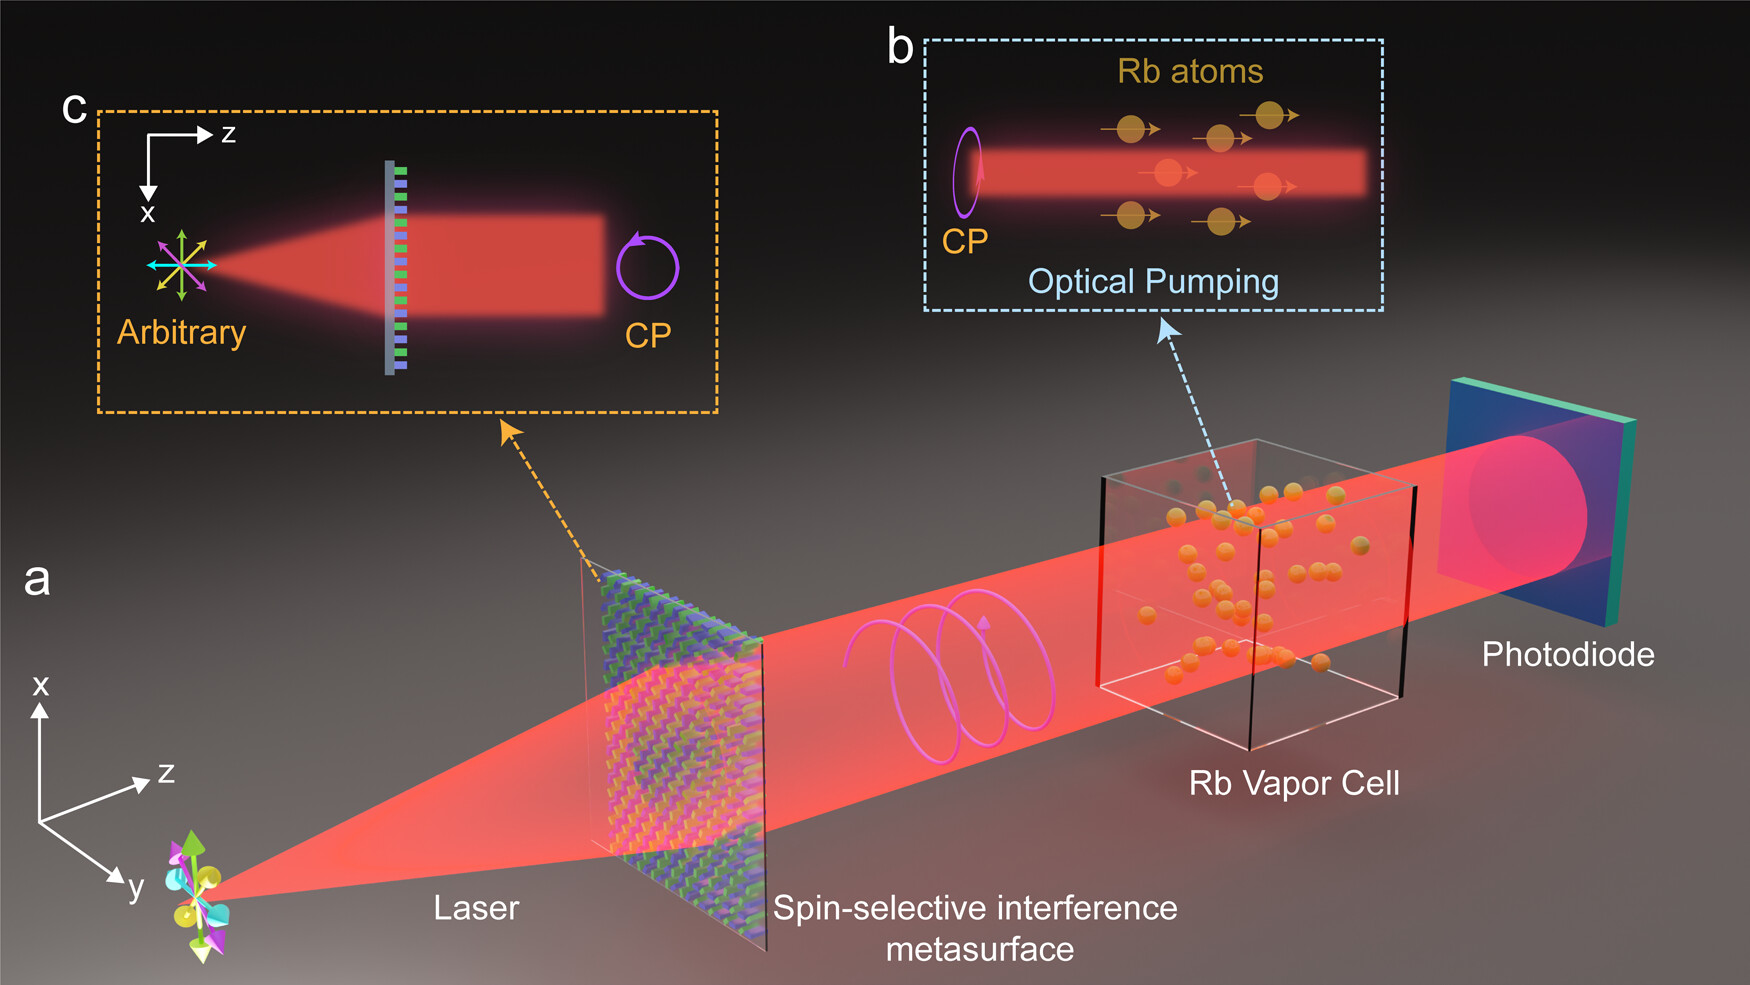 b
Rb atoms
CP
Optical Pumping
c
z
x
Arbitrary
CP
a
x
z
y
Laser
Spin-selective interference
metasurface
Rb Vapor Cell
Photodiode